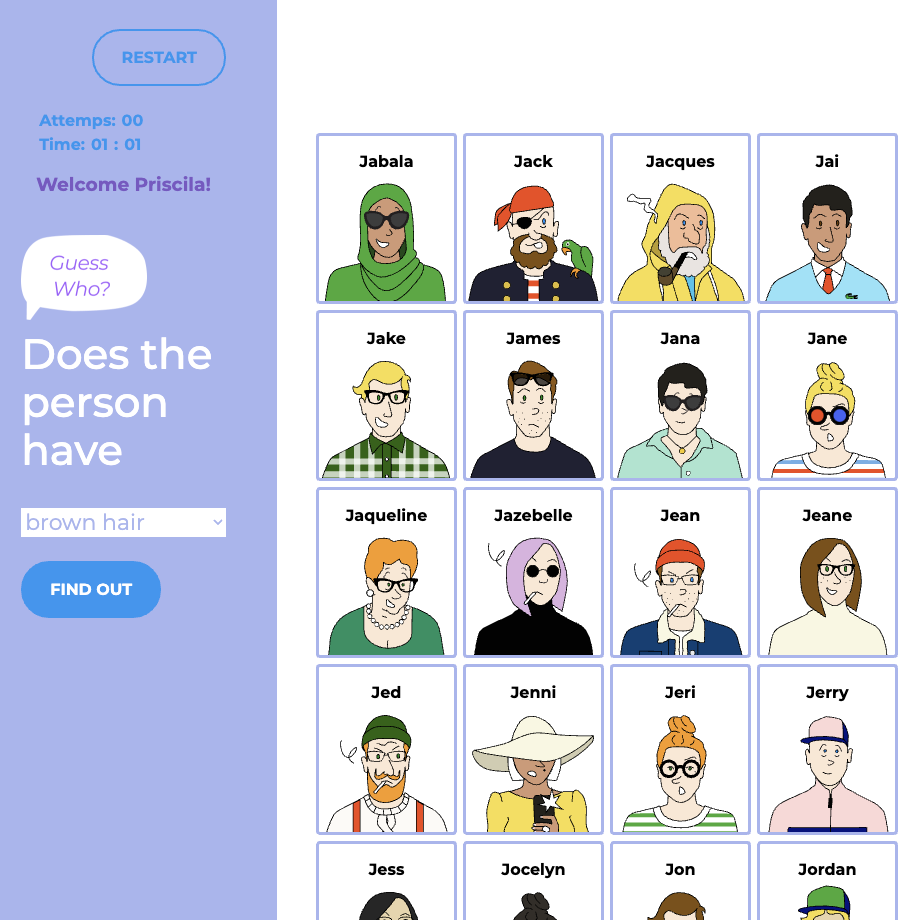 RESTART
Attemps: 00
Time: 01 : 01
Welcome Priscila!
Guess
Who?
Does the
person
have
brown hair
FIND OUT
Jabala
Jack
Jacques
Jai
Jake
James
Jana
Jane
Jaqueline
Jazebelle
Jean
Jeane
Jed
Jenni
Jeri
Jerry
Jess
Jocelyn
Jon
Jordan